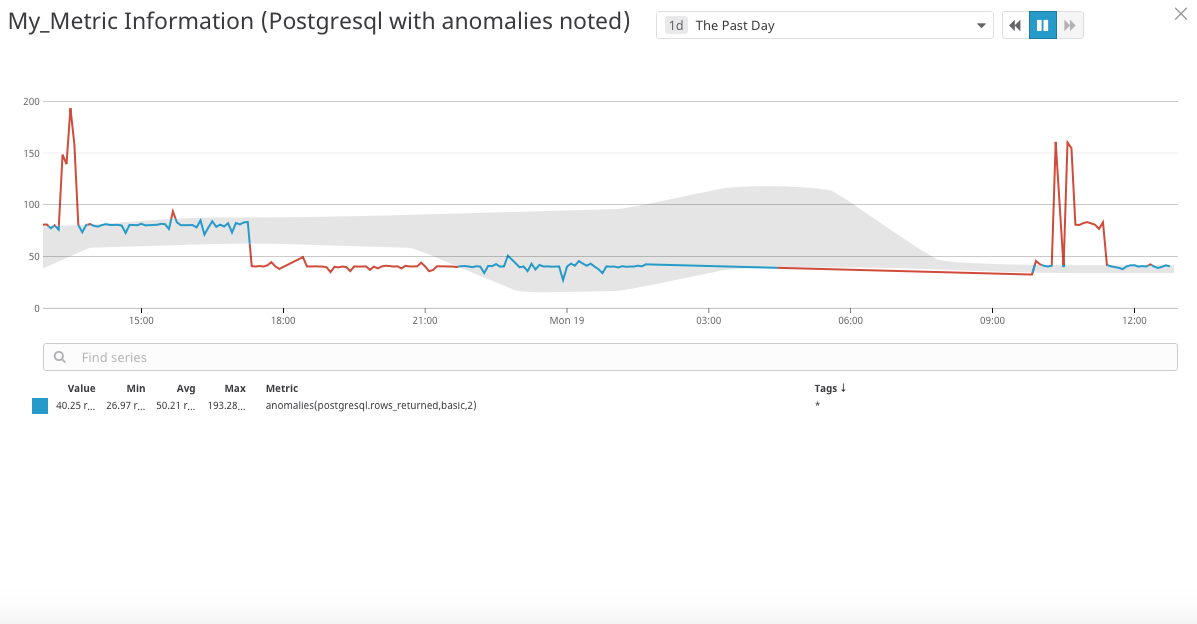 My_Metric Information (Postgresql with anomalies noted)
1d The Past Day
200
150
100
50
0
15:00 18:00 21:00 Mon 19 03:00 06:00 09:00 12:00
Find series
Value Min Avg Max Metric Tags ↓
40.25 r... 26.97 r... 50.21 r... 193.28... anomalies(postgresql.rows_returned,basic,2) *